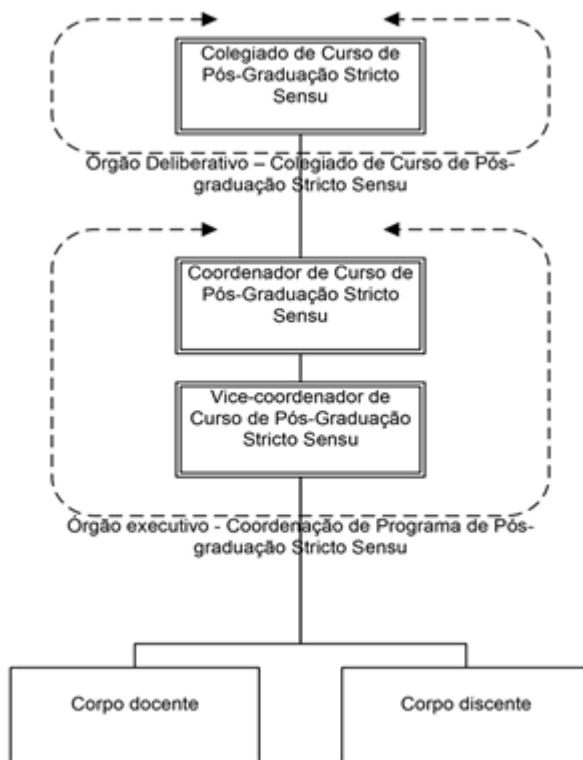 Colegiado de Curso de
Pós-Graduação Stricto
Sensu
Órgão Deliberativo – Colegiado de Curso de Pós-
graduação Stricto Sensu
Coordenador de Curso de
Pós-Graduação Stricto
Sensu
Vice-coordenador de
Curso de Pós-Graduação
Stricto Sensu
Órgão executivo - Coordenação de Programa de Pós-
graduação Stricto Sensu
Corpo docente
Corpo discente